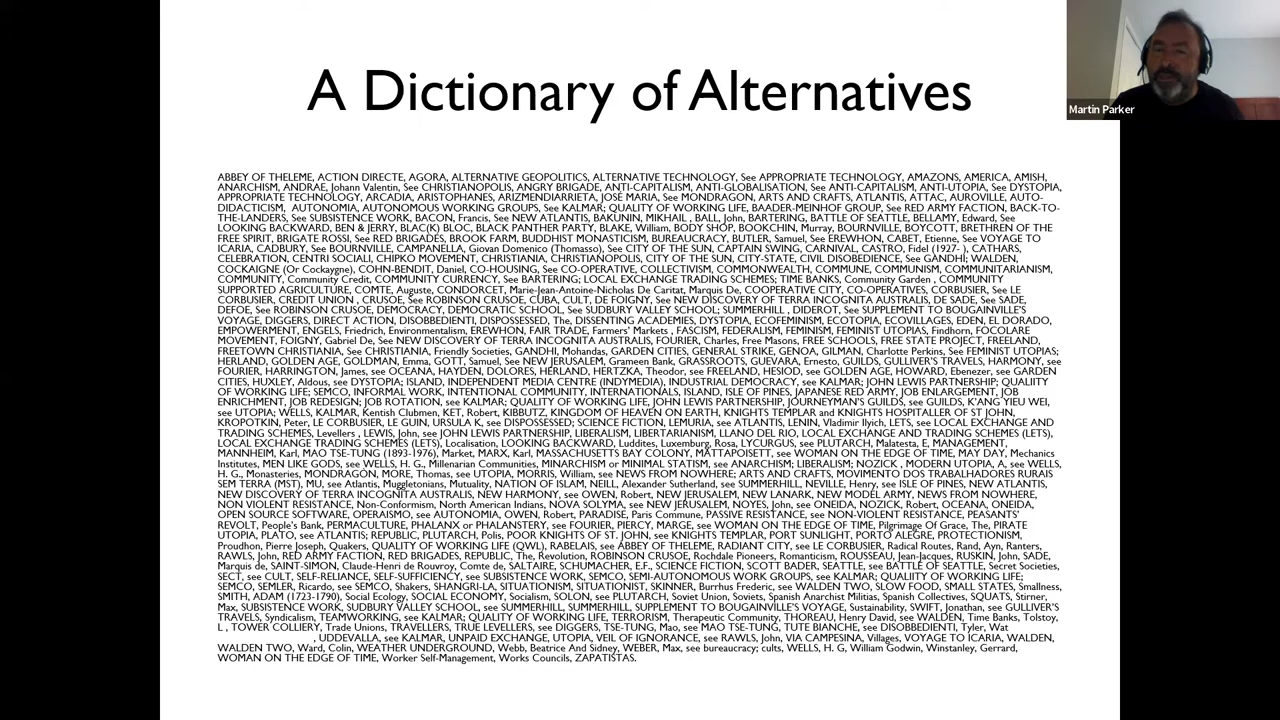 A Dictionary of Alternatives
Martin Parker
ABBEY OF THELEME, ACTION DIRECTE, AGORA, ALTERNATIVE GEOPOLITICS, ALTERNATIVE TECHNOLOGY, See APPROPRIATE TECHNOLOGY, AMAZONS, AMERICA, AMISH,
ANARCHISM, ANDRAE, Johann Valentin, See CHRISTIANOPOLIS, ANGRY BRIGADE, ANTI-CAPITALISM, ANTI-GLOBALISATION, See ANTI-CAPITALISM, ANTI-UTOPIA, See DYSTOPIA,
APPROPRIATE TECHNOLOGY, ARCADIA, ARISTOPHANES, ARIZMENDIARRIETA, JOSÉ MARIA, See MONDRAGON, ARTS AND CRAFTS, ATLANTIS, ATTAC, AUROVILLE, AUTO-
DIDACTICISM, AUTONOMIA, AUTONOMOUS WORKING GROUPS, See KALMAR; QUALITY OF WORKING LIFE, BAADER-MEINHOF GROUP, See RED ARMY FACTION, BACK-TO-
THE-LANDERS, See SUBSISTENCE WORK, BACON, Francis, See NEW ATLANTIS, BAKUNIN, MIKHAIL , BALL, John, BARTERING, BATTLE OF SEATTLE, BELLAMY, Edward, See
LOOKING BACKWARD, BEN & JERRY, BLAC(K) BLOC, BLACK PANTHER PARTY, BLAKE, William, BODY SHOP, BOOKCHIN, Murray, BOURNVILLE, BOYCOTT, BRETHREN OF THE
FREE SPIRIT, BRIGATE ROSSI, See RED BRIGADES, BROOK FARM, BUDDHIST MONASTICISM, BUREAUCRACY, BUTLER, Samuel, See EREWHON, CABET, Etienne, See VOYAGE TO
ICARIA, CADBURY, See BOURNVILLE, CAMPANELLA, Giovan Domenico (Thomasso), See CITY OF THE SUN, CAPTAIN SWING, CARNIVAL, CASTRO, Fidel (1927- ), CATHARS,
CELEBRATION, CENTRI SOCIALI, CHIPKO MOVEMENT, CHRISTIANIA, CHRISTIANOPOLIS, CITY OF THE SUN, CITY-STATE, CIVIL DISOBEDIENCE, See GHANDI; WALDEN,
COCKAIGNE (Or Cockaygne), COHN-BENDIT, Daniel, CO-HOUSING, See CO-OPERATIVE, COLLECTIVISM, COMMONWEALTH, COMMUNE, COMMUNISM, COMMUNITARIANISM,
COMMUNITY, Community Credit, COMMUNITY CURRENCY, See BARTERING; LOCAL EXCHANGE TRADING SCHEMES; TIME BANKS, Community Garden , COMMUNITY
SUPPORTED AGRICULTURE, COMTE, Auguste, CONDORCET, Marie-Jean-Antoine-Nicholas De Caritat, Marquis De, COOPERATIVE CITY, CO-OPERATIVES, CORBUSIER, See LE
CORBUSIER, CREDIT UNION , CRUSOE, See ROBINSON CRUSOE, CUBA, CULT, DE FOIGNY, See NEW DISCOVERY OF TERRA INCOGNITA AUSTRALIS, DE SADE, See SADE,
DEFOE, See ROBINSON CRUSOE, DEMOCRACY, DEMOCRATIC SCHOOL, See SUDBURY VALLEY SCHOOL; SUMMERHILL , DIDEROT, See SUPPLEMENT TO BOUGAINVILLE'S
VOYAGE, DIGGERS, DIRECT ACTION, DISOBBEDIENTI, DISPOSSESSED, The, DISSENTING ACADEMIES, DYSTOPIA, ECOFEMINISM, ECOTOPIA, ECOVILLAGES, EDEN, EL DORADO,
EMPOWERMENT, ENGELS, Friedrich, Environmentalism, EREWHON, FAIR TRADE, Farmers' Markets , FASCISM, FEDERALISM, FEMINISM, FEMINIST UTOPIAS, Findhorn, FOCOLARE
MOVEMENT, FOIGNY, Gabriel De, See NEW DISCOVERY OF TERRA INCOGNITA AUSTRALIS, FOURIER, Charles, Free Masons, FREE SCHOOLS, FREE STATE PROJECT, FREELAND,
FREETOWN CHRISTIANIA, See CHRISTIANIA, Friendly Societies, GANDHI, Mohandas, GARDEN CITIES, GENERAL STRIKE, GENOA, GILMAN, Charlotte Perkins, See FEMINIST UTOPIAS;
HERLAND, GOLDEN AGE, GOLDMAN, Emma, GOTT, Samuel, See NEW JERUSALEM, Grameen Bank, GRASSROOTS, GUEVARA, Ernesto, GUILDS, GULLIVER'S TRAVELS, HARMONY, see
FOURIER, HARRINGTON, James, see OCEANA, HAYDEN, DOLORES, HERLAND, HERTZKA, Theodor, see FREELAND, HESIOD, see GOLDEN AGE, HOWARD, Ebenezer, see GARDEN
CITIES, HUXLEY, Aldous, see DYSTOPIA; ISLAND, INDEPENDENT MEDIA CENTRE (INDYMEDIA), INDUSTRIAL DEMOCRACY, see KALMAR; JOHN LEWIS PARTNERSHIP; QUALIITY
OF WORKING LIFE; SEMCO, INFORMAL WORK, INTENTIONAL COMMUNITY, INTERNATIONALS, ISLAND, ISLE OF PINES, JAPANESE RED ARMY, JOB ENLARGEMENT, JOB
ENRICHMENT, JOB REDESIGN; JOB ROTATION, see KALMAR; QUALITY OF WORKING LIFE, JOHN LEWIS PARTNERSHIP, JOURNEYMAN'S GUILDS, see GUILDS, K'ANG YIEU WEI,
see UTOPIA; WELLS, KALMAR, Kentish Clubmen, KET, Robert, KIBBUTZ, KINGDOM OF HEAVEN ON EARTH, KNIGHTS TEMPLAR and KNIGHTS HOSPITALLER OF ST JOHN,
KROPOTKIN, Peter, LE CORBUSIER, LE GUIN, URSULA K, see DISPOSSESSED; SCIENCE FICTION, LEMURIA, see ATLANTIS, LENIN, Vladimir Ilyich, LETS, see LOCAL EXCHANGE AND
TRADING SCHEMES, Levellers , LEWIS, John, see JOHN LEWIS PARTNERSHIP, LIBERALISM, LIBERTARIANISM, LLANO DEL RIO, LOCAL EXCHANGE AND TRADING SCHEMES (LETS),
LOCAL EXCHANGE TRADING SCHEMES (LETS), Localisation, LOOKING BACKWARD, Luddites, Luxemburg, Rosa, LYCURGUS, see PLUTARCH, Malatesta, E, MANAGEMENT,
MANNHEIM, Karl, MAO TSE-TUNG (1893-1976), Market, MARX, Karl, MASSACHUSETTS BAY COLONY, MATTAPOISETT, see WOMAN ON THE EDGE OF TIME, MAY DAY, Mechanics
Institutes, MEN LIKE GODS, see WELLS, H. G., Millenarian Communities, MINARCHISM or MINIMAL STATISM, see ANARCHISM; LIBERALISM; NOZICK , MODERN UTOPIA, A, see WELLS,
H. G., Monasteries, MONDRAGON, MORE, Thomas, see UTOPIA, MORRIS, William, see NEWS FROM NOWHERE; ARTS AND CRAFTS, MOVIMENTO DOS TRABALHADORES RURAIS
SEM TERRA (MST), MU, see Atlantis, Muggletonians, Mutuality, NATION OF ISLAM, NEILL, Alexander Sutherland, see SUMMERHILL, NEVILLE, Henry, see ISLE OF PINES, NEW ATLANTIS,
NEW DISCOVERY OF TERRA INCOGNITA AUSTRALIS, NEW HARMONY, see OWEN, Robert, NEW JERUSALEM, NEW LANARK, NEW MODEL ARMY, NEWS FROM NOWHERE,
NON VIOLENT RESISTANCE, Non-Conformism, North American Indians, NOVA SOLYMA, see NEW JERUSALEM, NOYES, John, see ONEIDA, NOZICK, Robert, OCEANA, ONEIDA,
OPEN SOURCE SOFTWARE, OPERAISMO, see AUTONOMIA, OWEN, Robert, PARADISE, Paris Commune, PASSIVE RESISTANCE, see NON-VIOLENT RESISTANCE, PEASANTS'
REVOLT, People's Bank, PERMACULTURE, PHALANX or PHALANSTERY, see FOURIER, PIERCY, MARGE, see WOMAN ON THE EDGE OF TIME, Pilgrimage Of Grace, The, PIRATE
UTOPIA, PLATO, see ATLANTIS; REPUBLIC, PLUTARCH, Polis, POOR KNIGHTS OF ST. JOHN, see KNIGHTS TEMPLAR, PORT SUNLIGHT, PORTO ALEGRE, PROTECTIONISM,
Proudhon, Pierre Joseph, Quakers, QUALITY OF WORKING LIFE (QWL), RABELAIS, see ABBEY OF THELEME, RADIANT CITY, see LE CORBUSIER, Radical Routes, Rand, Ayn, Ranters,
RAWLS, John, RED ARMY FACTION, RED BRIGADES, REPUBLIC, The, Revolution, ROBINSON CRUSOE, Rochdale Pioneers, Romanticism, ROUSSEAU, Jean-Jacques, RUSKIN, John, SADE,
Marquis de, SAINT-SIMON, Claude-Henri de Rouvroy, Comte de, SALTAIRE, SCHUMACHER, E.F., SCIENCE FICTION, SCOTT BADER, SEATTLE, see BATTLE OF SEATTLE, Secret Societies,
SECT, see CULT, SELF-RELIANCE, SELF-SUFFICIENCY, see SUBSISTENCE WORK, SEMCO, SEMI-AUTONOMOUS WORK GROUPS, see KALMAR; QUALIITY OF WORKING LIFE;
SEMCO, SEMLER, Ricardo, see SEMCO, Shakers, SHANGRI-LA, SITUATIONISM, SITUATIONIST, SKINNER, Burrhus Frederic, see WALDEN TWO, SLOW FOOD, SMALL STATES, Smallness,
SMITH, ADAM (1723-1790), Social Ecology, SOCIAL ECONOMY, Socialism, SOLON, see PLUTARCH, Soviet Union, Soviets, Spanish Anarchist Militias, Spanish Collectives, SQUATS, Stirner,
Max, SUBSISTENCE WORK, SUDBURY VALLEY SCHOOL, see SUMMERHILL, SUMMERHILL, SUPPLEMENT TO BOUGAINVILLE'S VOYAGE, Sustainability, SWIFT, Jonathan, see GULLIVER'S
TRAVELS, Syndicalism, TEAMWORKING, see KALMAR; QUALITY OF WORKING LIFE, TERRORISM, Therapeutic Community, THOREAU, Henry David, see WALDEN, Time Banks, Tolstoy,
L , TOWER COLLIERY, Trade Unions, TRAVELLERS, TRUE LEVELLERS, see DIGGERS, TSE-TUNG, Mao, see MAO TSE-TUNG, TUTE BIANCHE, see DISOBBEDIENTI, Tyler, Wat
, UDDEVALLA, see KALMAR, UNPAID EXCHANGE, UTOPIA, VEIL OF IGNORANCE, see RAWLS, John, VIA CAMPESINA, Villages, VOYAGE TO ICARIA, WALDEN,
WALDEN TWO, Ward, Colin, WEATHER UNDERGROUND, Webb, Beatrice And Sidney, WEBER, Max, see bureaucracy; cults, WELLS, H. G, William Godwin, Winstanley, Gerrard,
WOMAN ON THE EDGE OF TIME, Worker Self-Management, Works Councils, ZAPATISTAS.